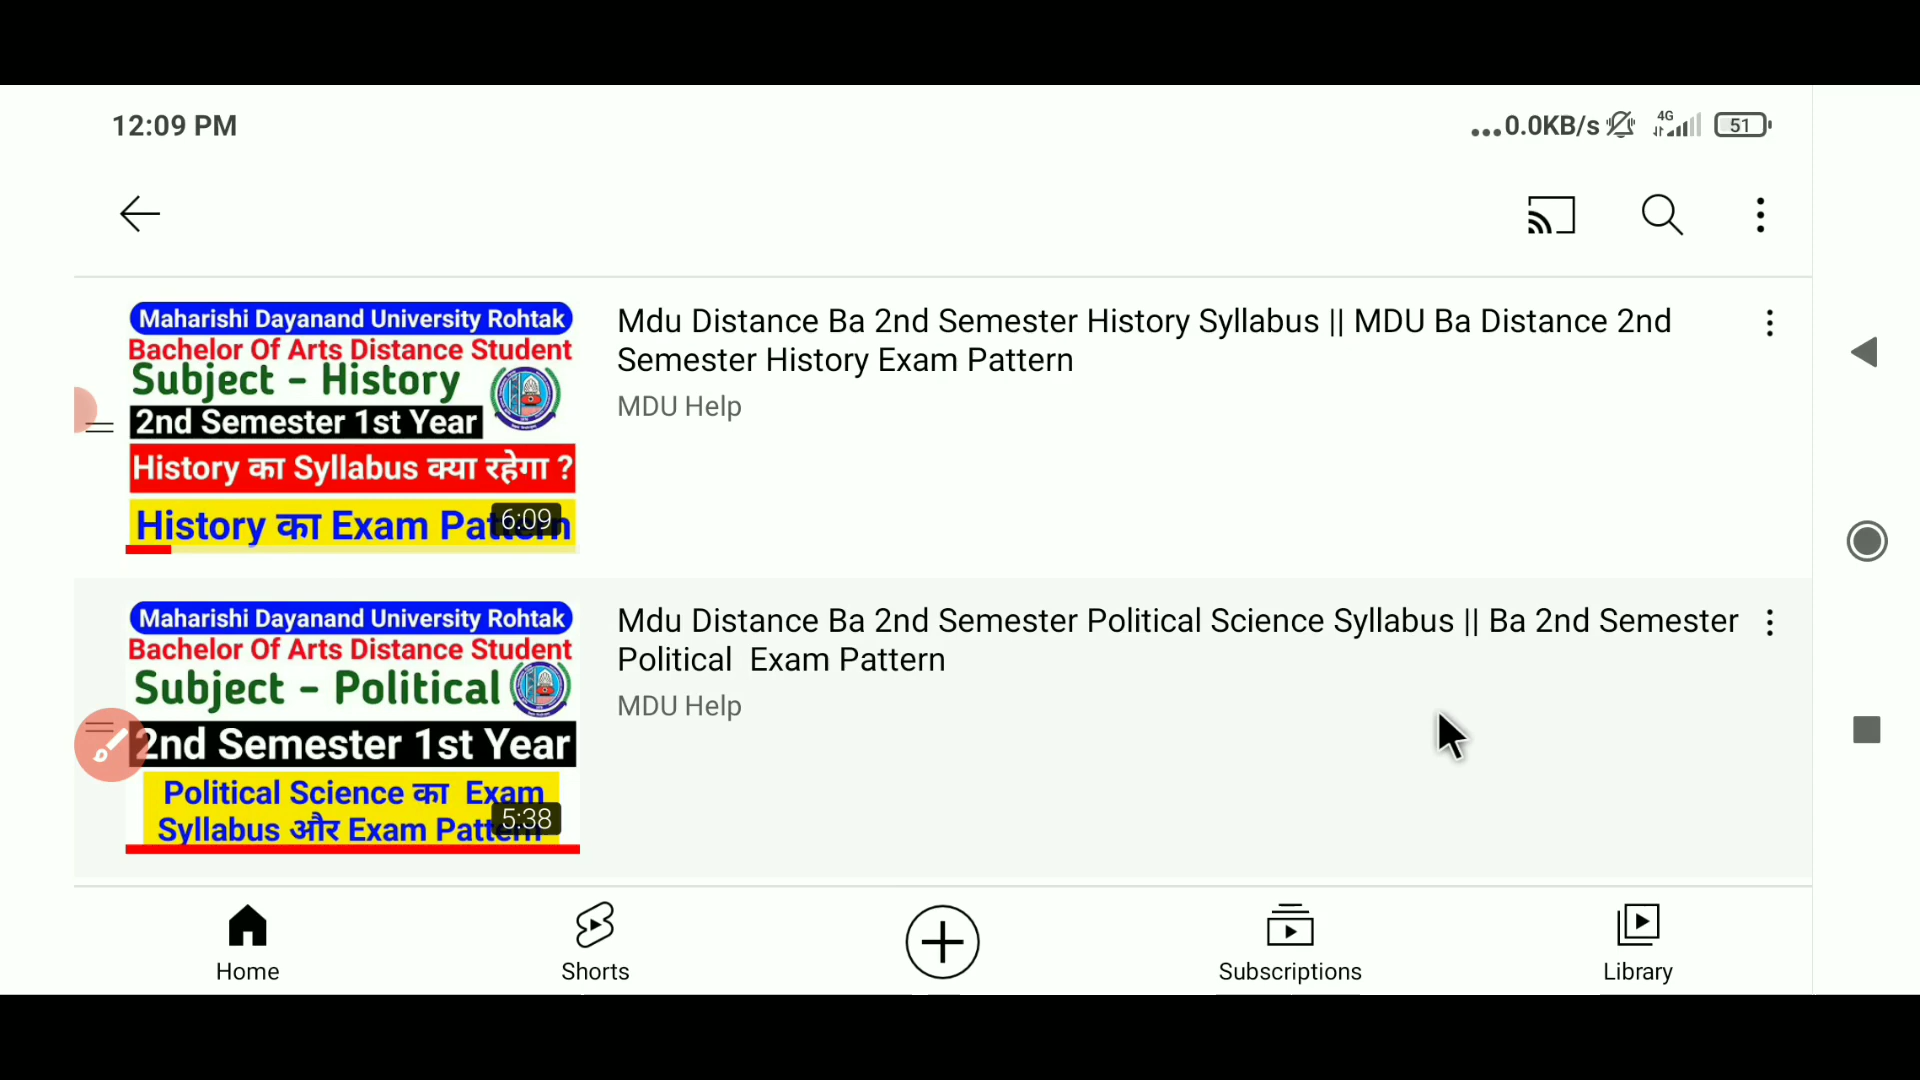 12:09 PM
...0.0KB/s 4G 51
Maharishi Dayanand University Rohtak
Bachelor Of Arts Distance Student
Subject - History
2nd Semester 1st Year
History का Syllabus क्या रहेगा ?
History का Exam Pattern
6:09
Mdu Distance Ba 2nd Semester History Syllabus || MDU Ba Distance 2nd
Semester History Exam Pattern
MDU Help
Maharishi Dayanand University Rohtak
Bachelor Of Arts Distance Student
Subject - Political
2nd Semester 1st Year
Political Science का Exam
Syllabus और Exam Pattern
5:38
Mdu Distance Ba 2nd Semester Political Science Syllabus || Ba 2nd Semester
Political Exam Pattern
MDU Help
Home
Shorts
Subscriptions
Library